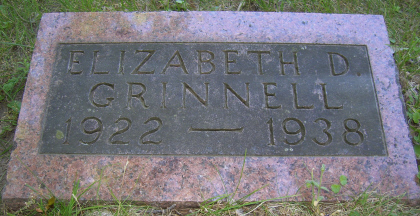 ELIZABETH D.
GRINNELL
1922 — 1938